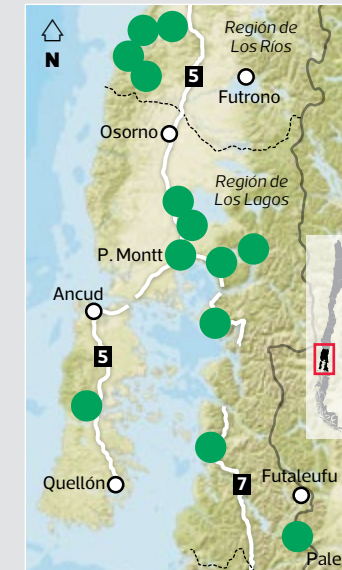 Región de
Los Ríos
N
5
Futrono
Osorno
Región de
Los Lagos
P. Montt
Ancud
5
Quellón
7
Futaleufu
Pale